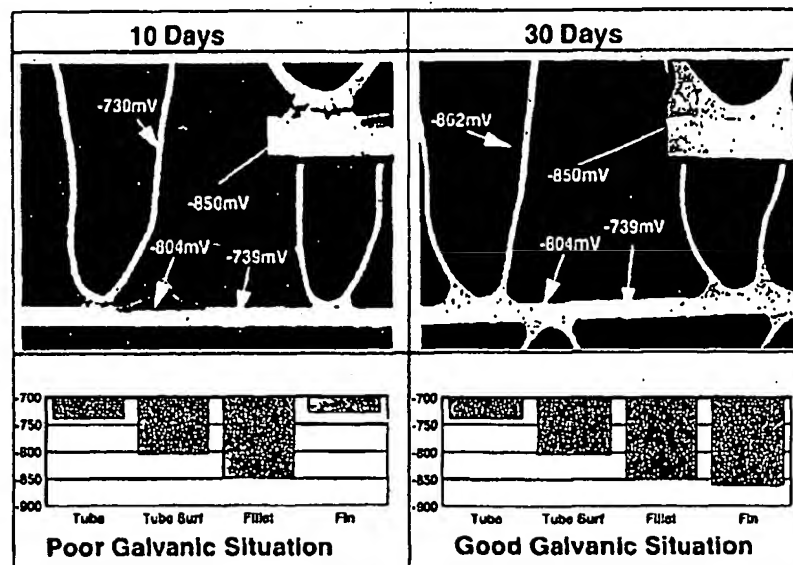 10 Days
30 Days
-730mV
-850mV
-804mV
-739mV
-862mV
-850mV
-739mV
-804mV
-700
-750
-800
-850
-900
Tube
Tube Surf
Fillet
Fin
Poor Galvanic Situation
-700
-750
-800
-850
-900
Tube
Tube Surf
Fillet
Fin
Good Galvanic Situation